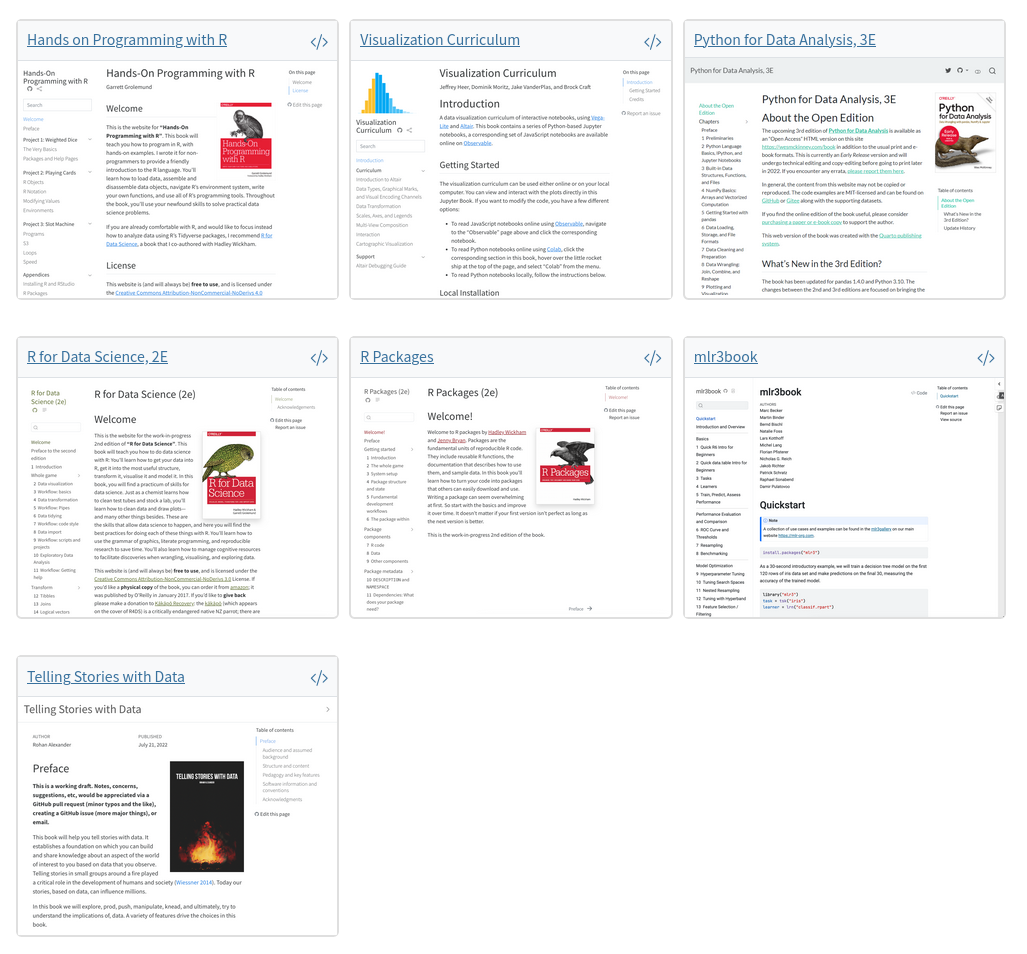 Hands on Programming with R
Hands-On
Programming with R
Search
Welcome
Preface
Project 1: Weighted Dice
The Very Basics
Packages and Help Pages
Project 2: Playing Cards
R Objects
R Notation
Modifying Values
Environments
Project 3: Slot Machine
Programs
S3
Loops
Speed
Appendices
Installing R and RStudio
R Packages
Hands-On Programming with R
Garrett Grolemund
Welcome
This is the website for "Hands-On
Programming with R". This book will
teach you how to program in R, with
hands-on examples. I wrote it for non-
programmers to provide a friendly
introduction to the R language. You'll
learn how to load data, assemble and
disassemble data objects, navigate R's environment system, write
your own functions, and use all of R's programming tools. Throughout
the book, you'll use your newfound skills to solve practical data
science problems.
If you are already comfortable with R, and would like to focus instead
on how to analyze data using R's Tidyverse packages, I recommend R for
Data Science, a book that I co-authored with Hadley Wickham.
License
This website is (and will always be) free to use, and is licensed under
the Creative Commons Attribution-NonCommercial-NoDerivs 4.0
On this page
Welcome
License
Edit this page
Hands-On
Programming
with R
Visualization Curriculum
Visualization
Curriculum
Search
Introduction
Curriculum
Introduction to Altair
Data Types, Graphical Marks,
and Visual Encoding Channels
Data Transformation
Scales, Axes, and Legends
Multi-View Composition
Interaction
Cartographic Visualization
Support
Altair Debugging Guide
Visualization Curriculum
Jeffrey Heer, Dominik Moritz, Jake VanderPlas, and Brock Craft
Introduction
A data visualization curriculum of interactive notebooks, using Vega-
Lite and Altair. This book contains a series of Python-based Jupyter
notebooks, a corresponding set of JavaScript notebooks are available
online on Observable.
Getting Started
The visualization curriculum can be used either online or on your local
computer. You can view and interact with the plots directly in this
Jupyter Book. If you want to modify the code, you have a few different
options:
• To read JavaScript notebooks online using Observable, navigate
to the "Observable" page above and click the corresponding
notebook.
• To read Python notebooks online using Colab, click the
corresponding section in this book, hover over the little rocket
ship at the top of the page, and select "Colab" from the menu.
• To read notebooks locally, follow the instructions below.
Local Installation
On this page
Introduction
Getting Started
Credits
Report an issue
Python for Data Analysis, 3E
Python for Data Analysis, 3E
About the Open
Edition
Chapters
Preface
1 Preliminaries
2 Python Language
Basics, IPython, and
Jupyter Notebooks
3 Built-In Data
Structures, Functions,
and Files
4 NumPy Basics:
Arrays and Vectorized
Computation
5 Getting Started with
pandas
6 Data Loading,
Storage, and File
Formats
7 Data Cleaning and
Preparation
8 Data Wrangling:
Join, Combine, and
Reshape
9 Plotting and
Visualization
Python for Data Analysis, 3E
About the Open Edition
The upcoming 3rd edition of Python for Data Analysis is available as
an "Open Access" HTML version on this site
https://wesmckinney.com/book in addition to the usual print and e-
book formats. This is currently an Early Release version and will
undergo technical editing and copy-editing before going to print later
in 2022. If you encounter any errata, please report them here.
In general, the content from this website may not be copied or
reproduced. The code examples are MIT-licensed and can be found on
GitHub or Gitee along with the supporting datasets.
If you find the online edition of the book useful, please consider
purchasing a paper or e-book copy to support the author.
This web version of the book was created with the Quarto publishing
system.
What's New in the 3rd Edition?
The book has been updated for pandas 1.4.0 and Python 3.10. The
changes between the 2nd and 3rd editions are focused on bringing the
O'REILLY
Python
for Data Analysis
Early
Release
Table of contents
About the Open
Edition
What's New in the
3rd Edition?
Update History
R for Data Science, 2E
R for Data
Science (2e)
Welcome
Preface to the second
edition
1 Introduction
Whole game
2 Data visualization
3 Workflow: basics
4 Data transformation
5 Workflow: Pipes
6 Data tidying
7 Workflow: code style
8 Data import
9 Workflow: scripts and
projects
10 Exploratory Data
Analysis
11 Workflow: Getting
help
Transform
12 Tibbles
13 Joins
14 Logical vectors
R for Data Science (2e)
Welcome
This is the website for the work-in-progress
2nd edition of "R for Data Science". This
book will teach you how to do data science
with R: You'll learn how to get your data into
R, get it into the most useful structure,
transform it, visualise it and model it. In this
book, you will find a practicum of skills for
data science. Just as a chemist learns how
to clean test tubes and stock a lab, you'll
learn how to clean data and draw plots—
and many other things besides. These are
the skills that allow data science to happen, and here you will find the
best practices for doing each of these things with R. You'll learn how to
use the grammar of graphics, literate programming, and reproducible
research to save time. You'll also learn how to manage cognitive resources
to facilitate discoveries when wrangling, visualising, and exploring data.
This website is (and will always be) free to use, and is licensed under the
Creative Commons Attribution-NonCommercial-NoDerivs 3.0 License. If
you'd like a physical copy of the book, you can order it from amazon; it
was published by O'Reilly in January 2017. If you'd like to give back
please make a donation to Kākāpō Recovery: the kākāpō (which appears
on the cover of R4DS) is a critically endangered native NZ parrot; there are
O'REILLY
R for Data
Science
Table of contents
Welcome
Acknowledgements
Edit this page
Report an issue
R Packages
R Packages (2e)
Welcome!
Preface
Getting started
1 Introduction
2 The whole game
3 System setup
4 Package structure
and state
5 Fundamental
development
workflows
6 The package within
Package
components
7 R code
8 Data
9 Other components
Package metadata
10 DESCRIPTION and
NAMESPACE
11 Dependencies: What
does your package
need?
R Packages (2e)
Welcome!
Welcome to R packages by Hadley Wickham
and Jenny Bryan. Packages are the
fundamental units of reproducible R code.
They include reusable R functions, the
documentation that describes how to use
them, and sample data. In this book you'll
learn how to turn your code into packages
that others can easily download and use.
Writing a package can seem overwhelming
at first. So start with the basics and improve
it over time. It doesn't matter if your first version isn't perfect as long as
the next version is better.
This is the work-in-progress 2nd edition of the book.
Preface →
O'REILLY
R Packages
Table of contents
Welcome!
Edit this page
Report an issue
mlr3book
mlr3book
Quickstart
Introduction and Overview
Basics
1 Quick R6 Intro for
Beginners
2 Quick data.table Intro for
Beginners
3 Tasks
4 Learners
5 Train, Predict, Assess
Performance
Performance Evaluation
and Comparison
6 ROC Curve and
Thresholds
7 Resampling
8 Benchmarking
Model Optimization
9 Hyperparameter Tuning
10 Tuning Search Spaces
11 Nested Resampling
12 Tuning with Hyperband
13 Feature Selection /
Filtering
mlr3book
</> Code
AUTHORS
Marc Becker
Martin Binder
Bernd Bischl
Natalie Foss
Lars Kotthoff
Michel Lang
Florian Pfisterer
Nicholas G. Reich
Jakob Richter
Patrick Schratz
Raphael Sonabend
Damir Pulatovov
Quickstart
Note
A collection of use cases and examples can be found in the mlr3gallery on our main
website https://mlr-org.com.
install.packages("mlr3")
As a 30-second introductory example, we will train a decision tree model on the first
120 rows of iris data set and make predictions on the final 30, measuring the
accuracy of the trained model.
library("mlr3")
task = tsk("iris")
learner = lrn("classif.rpart")
Table of contents
Quickstart
Edit this page
Report an issue
View source
Telling Stories with Data
Telling Stories with Data
AUTHOR
Rohan Alexander
PUBLISHED
July 21, 2022
Preface
This is a working draft. Notes, concerns,
suggestions, etc, would be appreciated via a
GitHub pull request (minor typos and the like),
creating a GitHub issue (more major things), or
email.
This book will help you tell stories with data. It
establishes a foundation on which you can build
and share knowledge about an aspect of the world
of interest to you based on data that you observe.
Telling stories in small groups around a fire played
a critical role in the development of humans and society (Wiessner 2014). Today our
stories, based on data, can influence millions.
In this book we will explore, prod, push, manipulate, knead, and ultimately, try to
understand the implications of, data. A variety of features drive the choices in this
book.
TELLING STORIES WITH DATA
Table of contents
Preface
Audience and assumed
background
Structure and content
Pedagogy and key features
Software information and
conventions
Acknowledgments
Edit this page